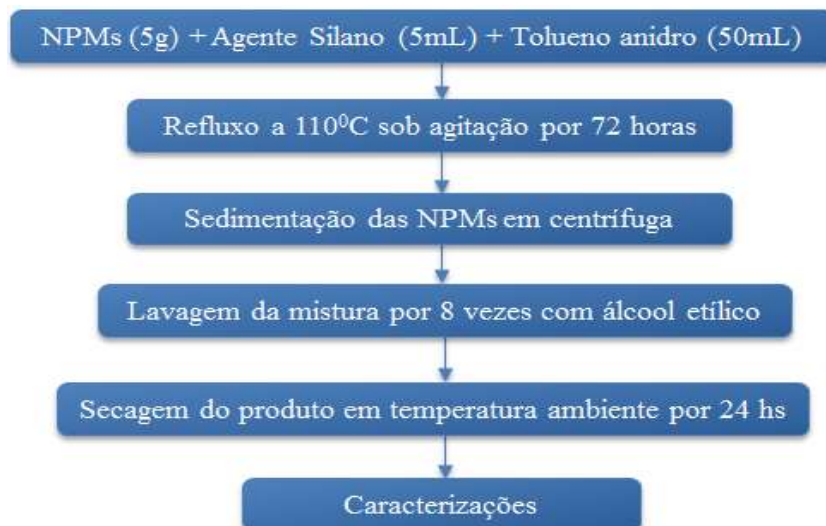 NPMs (5g) + Agente Silano (5mL) + Tolueno anidro (50mL)
Refluxo a 110⁰C sob agitação por 72 horas
Sedimentação das NPMs em centrífuga
Lavagem da mistura por 8 vezes com álcool etílico
Secagem do produto em temperatura ambiente por 24 hs
Caracterizações